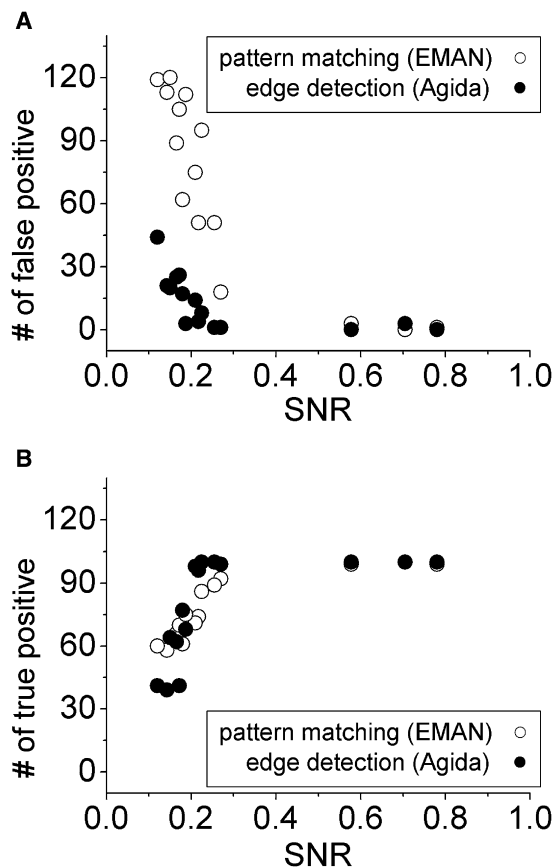 A
pattern matching (EMAN)
edge detection (Agida)
120
90
60
30
0
# of false positive
0.0 0.2 0.4 0.6 0.8 1.0
SNR
B
120
90
60
30
0
# of true positive
pattern matching (EMAN)
edge detection (Agida)
0.0 0.2 0.4 0.6 0.8 1.0
SNR